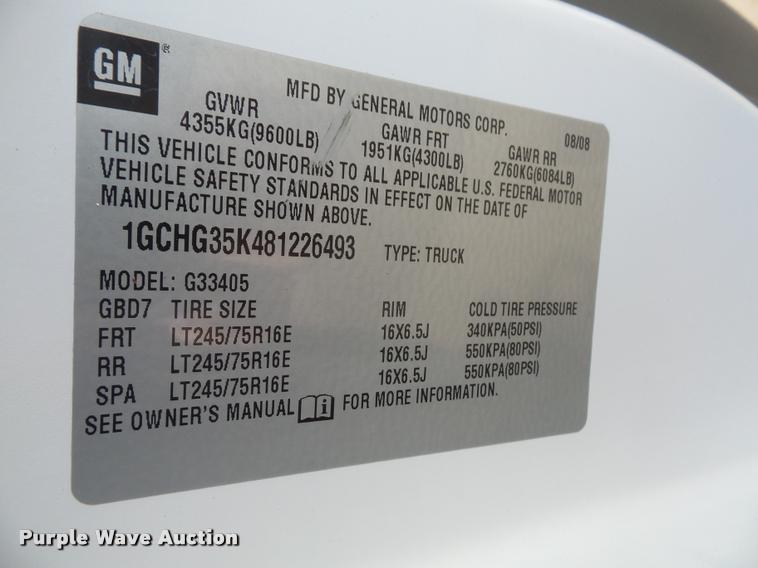 GM®
MFD BY GENERAL MOTORS CORP. 08/08
GVWR GAWR FRT GAWR RR
4355KG(9600LB) 1951KG(4300LB) 2760KG(6084LB)
THIS VEHICLE CONFORMS TO ALL APPLICABLE U.S. FEDERAL MOTOR
VEHICLE SAFETY STANDARDS IN EFFECT ON THE DATE OF
MANUFACTURE SHOWN ABOVE.
1GCHG35K481226493 TYPE: TRUCK
MODEL: G33405
GBD7 TIRE SIZE RIM COLD TIRE PRESSURE
FRT LT245/75R16E 16X6.5J 340KPA(50PSI)
RR LT245/75R16E 16X6.5J 550KPA(80PSI)
SPA LT245/75R16E 16X6.5J 550KPA(80PSI)
SEE OWNER'S MANUAL i FOR MORE INFORMATION.
Purple Wave Auction